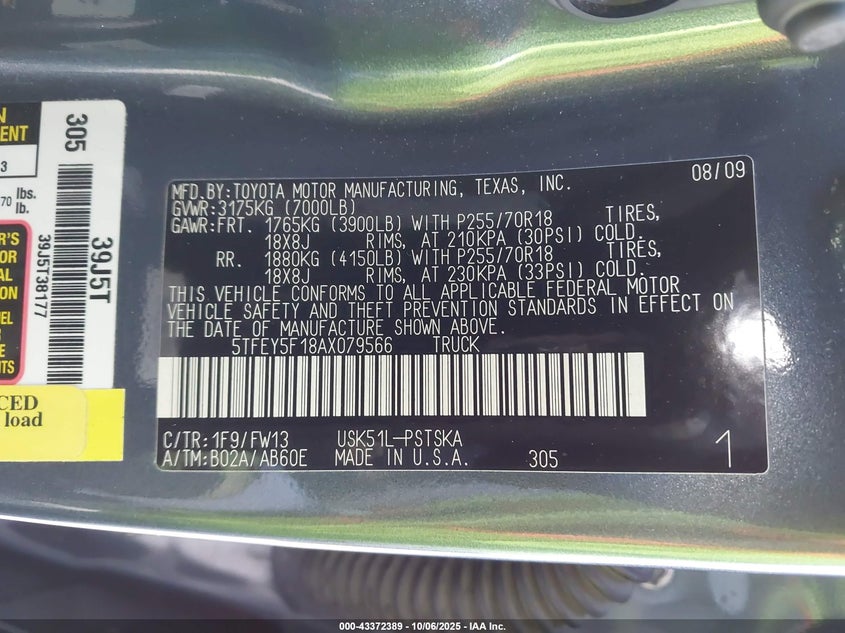 MFD.BY:TOYOTA MOTOR MANUFACTURING, TEXAS, INC. 08/09
GVWR:3175KG (7000LB)
GAWR:FRT. 1765KG (3900LB) WITH P255/70R18 TIRES,
18X8J RIMS, AT 210KPA (30PSI) COLD.
RR. 1880KG (4150LB) WITH P255/70R18 TIRES,
18X8J RIMS, AT 230KPA (33PSI) COLD.
THIS VEHICLE CONFORMS TO ALL APPLICABLE FEDERAL MOTOR
VEHICLE SAFETY AND THEFT PREVENTION STANDARDS IN EFFECT ON
THE DATE OF MANUFACTURE SHOWN ABOVE.
5TFEY5F18AX079566 TRUCK
C/TR:1F9/FW13 USK51L-PSTSKA
A/TM:B02A/AB60E MADE IN U.S.A. 305 1
305
39J5T
39J5T38177
lbs.
lb.
CED
load
000-43372389 - 10/06/2025 - IAA Inc.